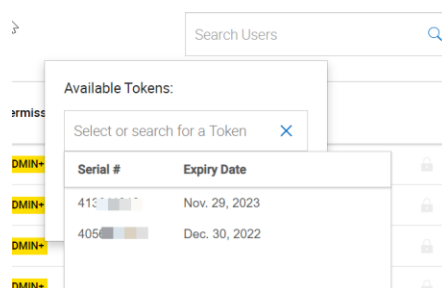 Search Users
Available Tokens:
ermiss
Select or search for a Token
DMIN+
Serial # Expiry Date
DMIN+
Nov. 29, 2023
DMIN+
Dec. 30, 2022
DMIN+